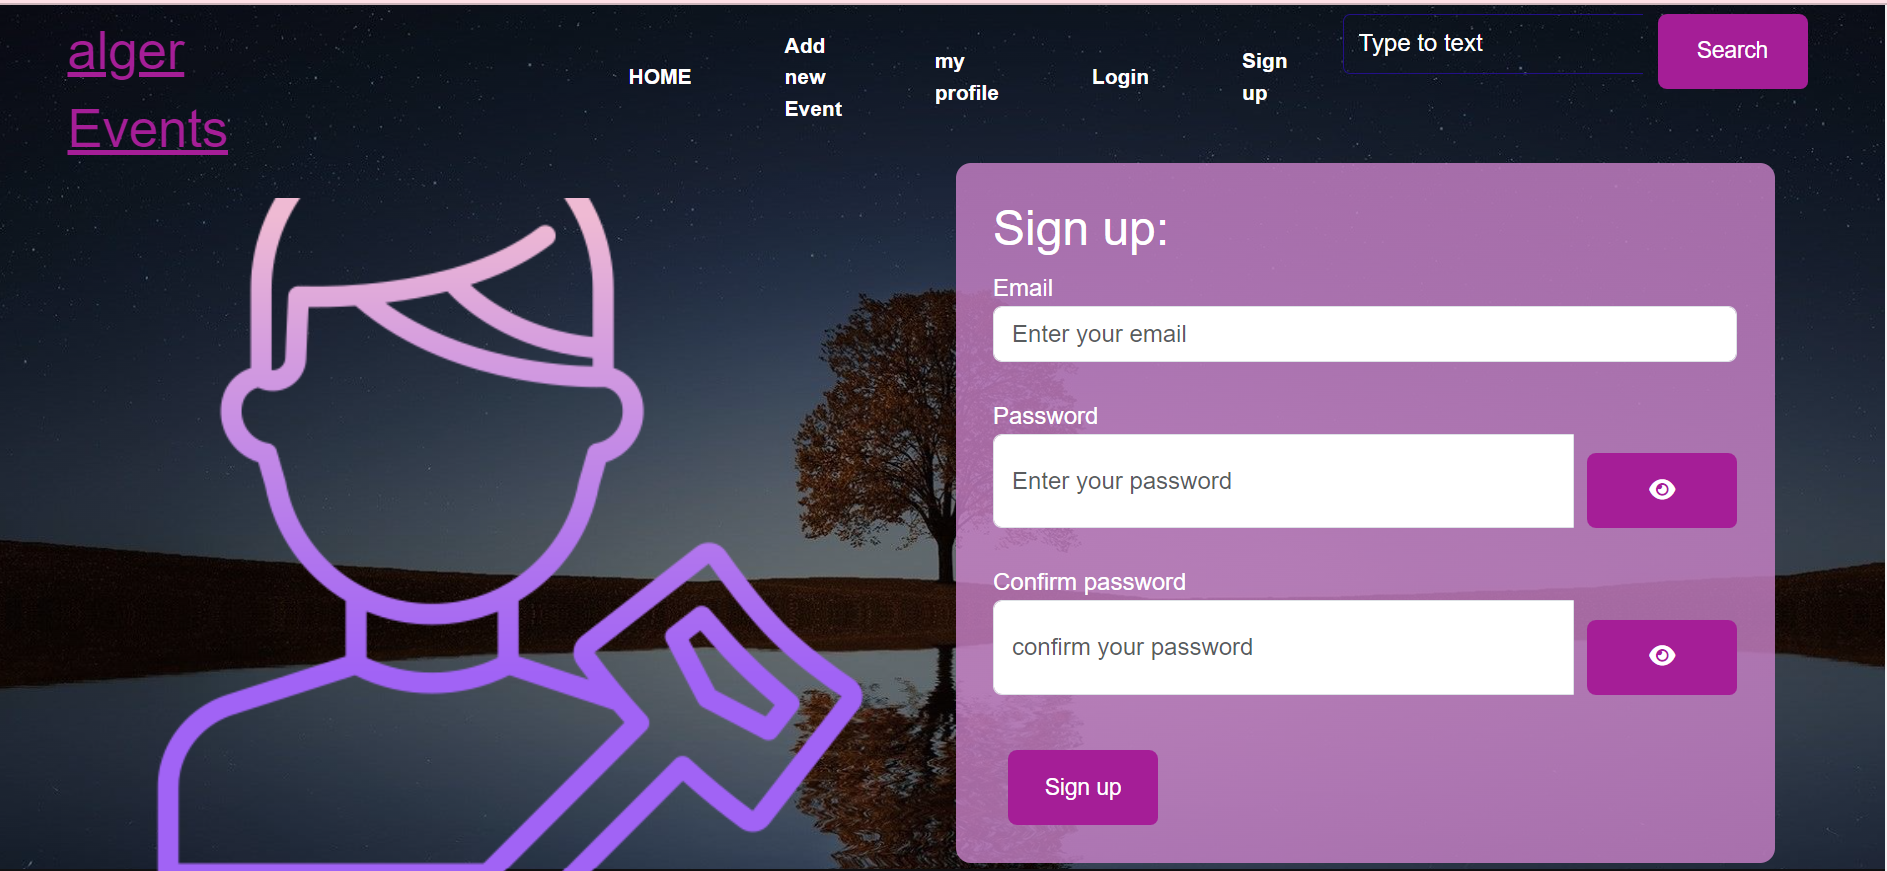 alger
Events
HOME
Add
new
Event
my
profile
Login
Sign
up
Type to text
Search
Sign up:
Email
Enter your email
Password
Enter your password
Confirm password
confirm your password
Sign up